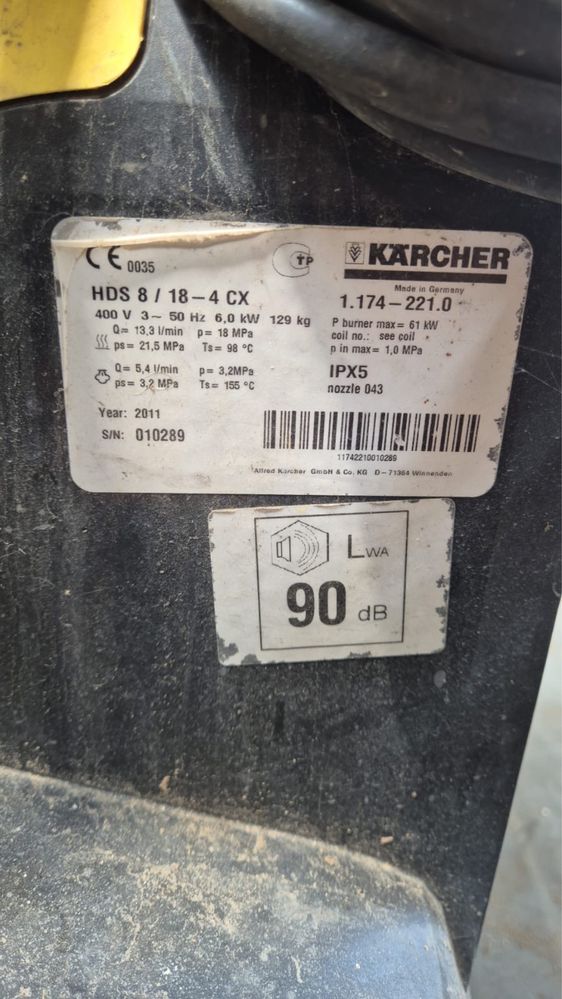 CE 0035
CTP
KÄRCHER
Made in Germany
HDS 8 / 18-4 CX
1.174-221.0
400 V 3~ 50 Hz 6,0 kW 129 kg
P burner max= 61 kW
Q= 13,3 l/min p= 18 MPa
coil no.: see coil
ps= 21,5 MPa Ts= 98 °C
p in max= 1,0 MPa
Q= 5,4 l/min p= 3,2MPa
IPX5
ps= 3,2 MPa Ts= 155 °C
nozzle 043
Year: 2011
S/N: 010289
11742210010289
Alfred Kärcher GmbH & Co. KG D-71364 Winnenden
LWA
90 dB